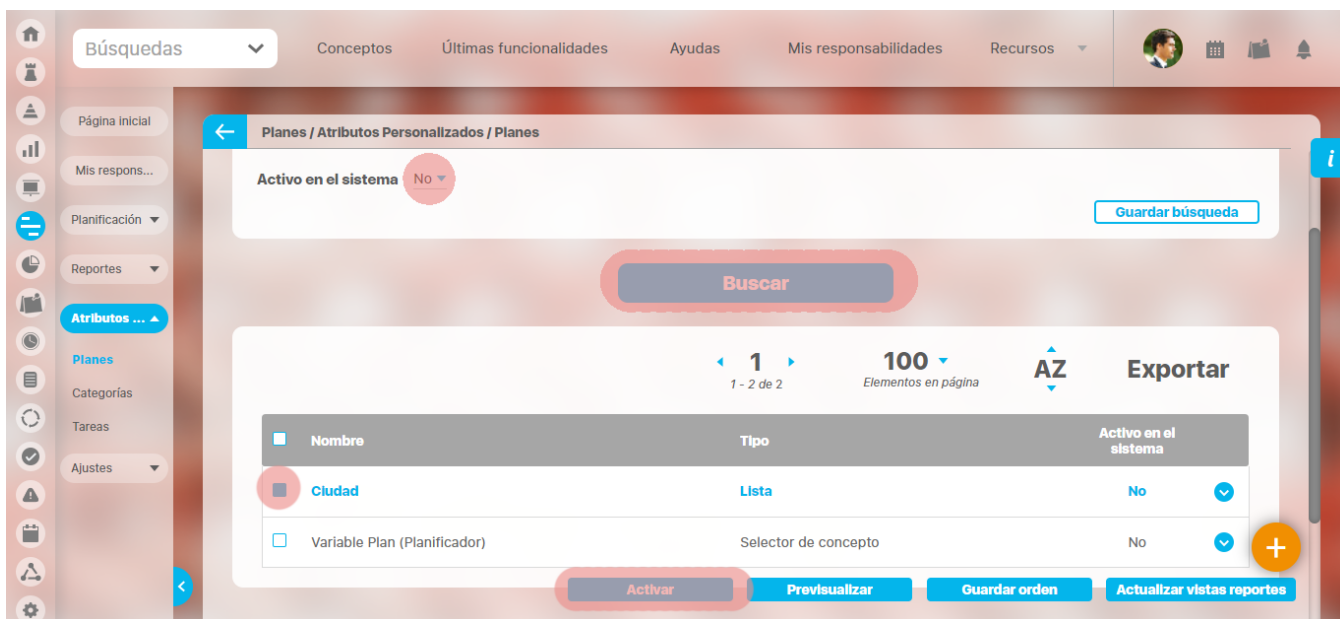 Búsquedas
Conceptos
Últimas funcionalidades
Ayudas
Mis responsabilidades
Recursos
Página inicial
Mis respons...
Planificación
Reportes
Atributos ...
Planes
Categorías
Tareas
Ajustes
Planes / Atributos Personalizados / Planes
i
Activo en el sistema No
Guardar búsqueda
Buscar
1
1 - 2 de 2
100
Elementos en página
AZ
Exportar
Nombre
Tipo
Activo en el
sistema
Ciudad
Lista
No
Variable Plan (Planificador)
Selector de concepto
No
+
Activar
Previsualizar
Guardar orden
Actualizar vistas reportes